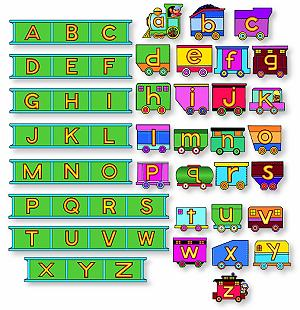 A B C
D E F
G H I
J K L
M N O
P Q R S
T U V W
X Y Z
a b c
d e f g
h i j k
l m n o
p q r s
t u v
w x y
z